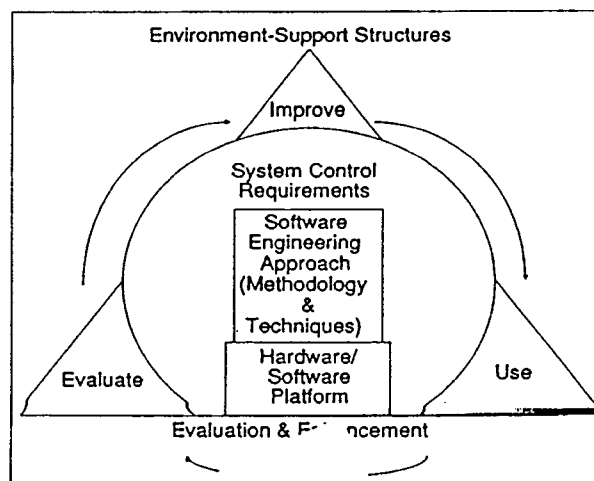 Environment-Support Structures
Improve
System Control
Requirements
Software
Engineering
Approach
(Methodology
&
Techniques)
Hardware/
Software
Platform
Evaluate
Use
Evaluation &